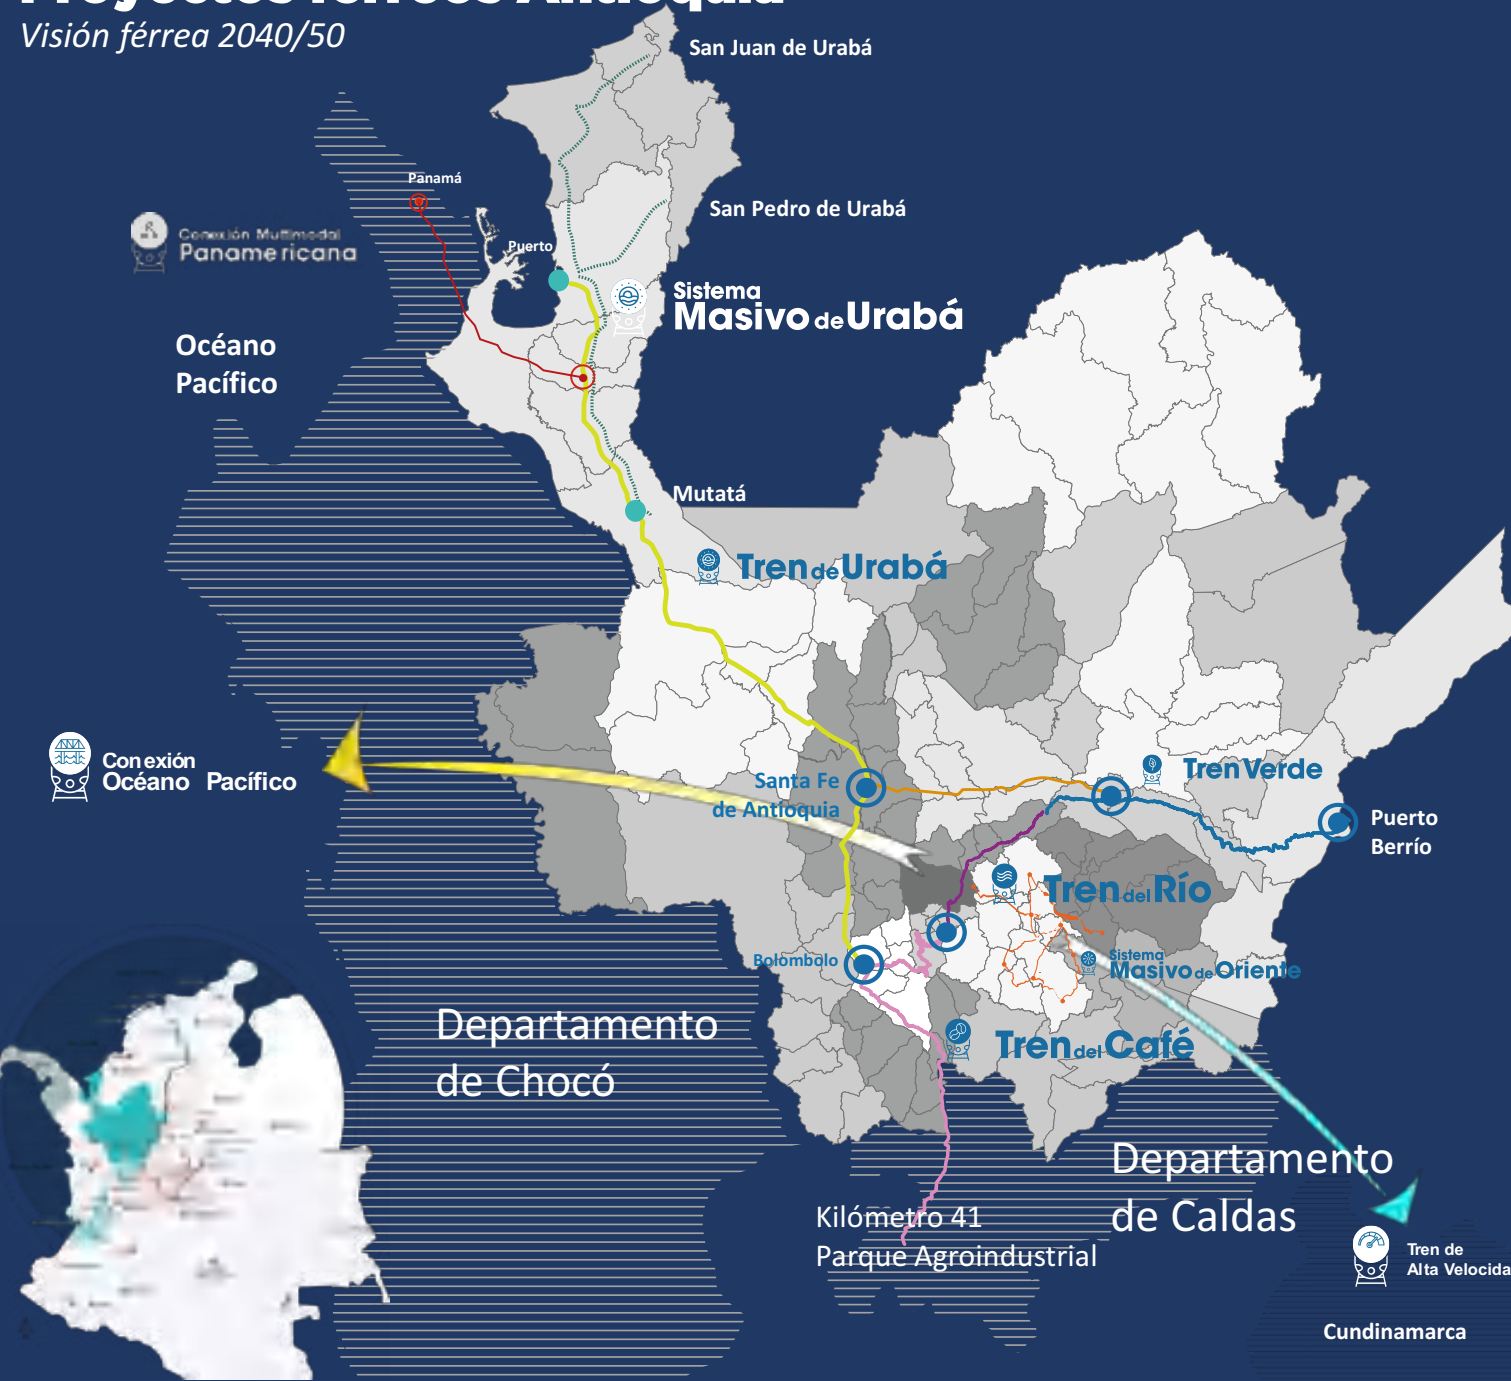 Proyectos férreos Antioquia
Visión férrea 2040/50
San Juan de Urabá
Panamá
San Pedro de Urabá
Conexión Multimodal
Panamericana
Puerto
Sistema
Masivo de Urabá
Océano
Pacífico
Mutatá
Tren de Urabá
Conexión
Océano Pacífico
Santa Fe
de Antioquia
Tren Verde
Puerto
Berrío
Tren del Río
Bolombolo
Sistema
Masivo de Oriente
Departamento
de Chocó
Tren del Café
Departamento
de Caldas
Kilómetro 41
Parque Agroindustrial
Tren de
Alta Velocida
Cundinamarca